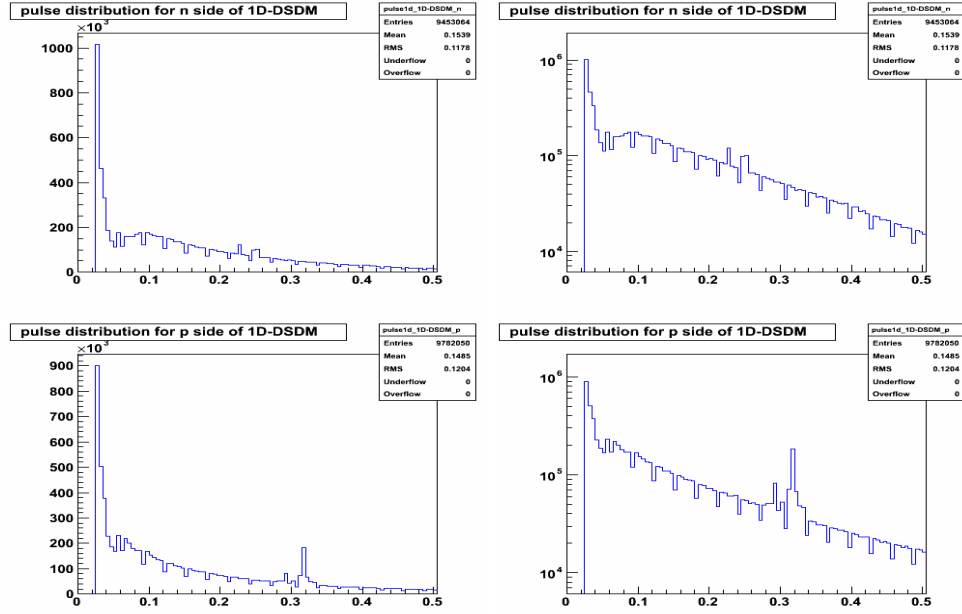 pulse distribution for n side of 1D-DSDM
pulse1d_1D-DSDM_n
Entries 9453064
Mean 0.1539
RMS 0.1178
Underflow 0
Overflow 0
×10³
1000
800
600
400
200
0
0 0.1 0.2 0.3 0.4 0.5
pulse distribution for n side of 1D-DSDM
pulse1d_1D-DSDM_n
Entries 9453064
Mean 0.1539
RMS 0.1178
Underflow 0
Overflow 0
10⁶
10⁵
10⁴
0 0.1 0.2 0.3 0.4 0.5
pulse distribution for p side of 1D-DSDM
pulse1d_1D-DSDM_p
Entries 9782050
Mean 0.1485
RMS 0.1204
Underflow 0
Overflow 0
×10³
900
800
700
600
500
400
300
200
100
0
0 0.1 0.2 0.3 0.4 0.5
pulse distribution for p side of 1D-DSDM
pulse1d_1D-DSDM_p
Entries 9782050
Mean 0.1485
RMS 0.1204
Underflow 0
Overflow 0
10⁶
10⁵
10⁴
0 0.1 0.2 0.3 0.4 0.5